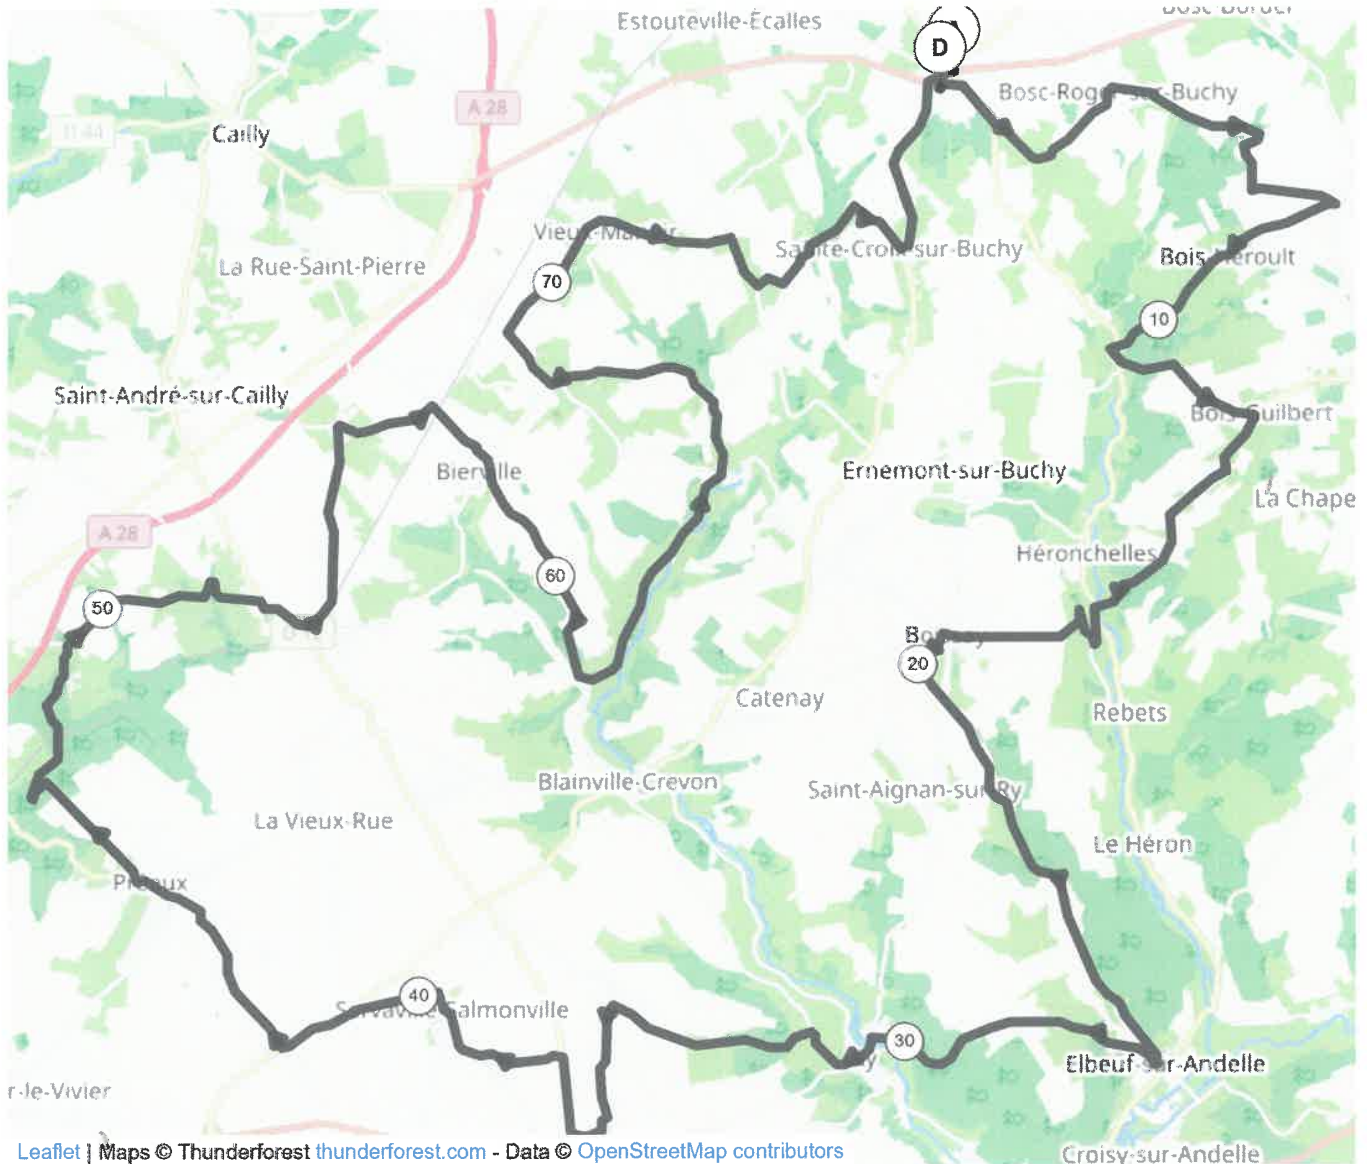 Estouteville-Écalles
D
Bosc-Roger-sur-Buchy
A 28
Cailly
Vieux-Manoir
Sainte-Croix-sur-Buchy
La Rue-Saint-Pierre
Bois-Héroult
70
10
Saint-André-sur-Cailly
Bois-Guilbert
Bierville
Ernemont-sur-Buchy
La Chape
A 28
Héronchelles
60
50
20
Catenay
Rebets
Blainville-Crevon
Saint-Aignan-sur-Ry
La Vieux-Rue
Le Héron
Préaux
40
Servaville-Salmonville
30
Elbeuf-sur-Andelle
r-le-Vivier
Leaflet | Maps © Thunderforest thunderforest.com - Data © OpenStreetMap contributors
Croisy-sur-Andelle